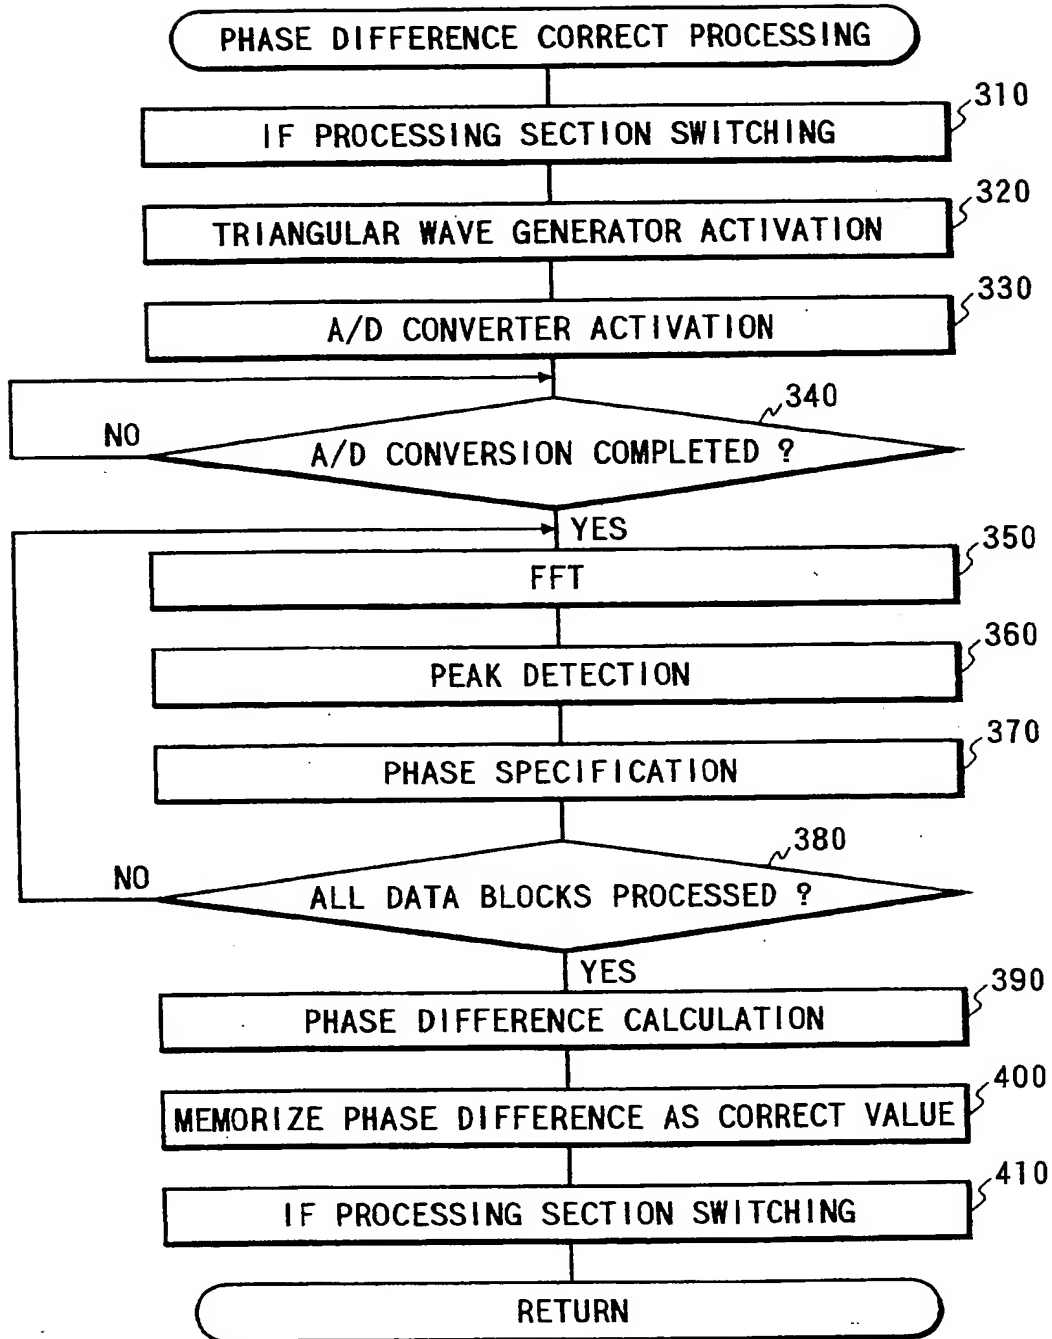 PHASE DIFFERENCE CORRECT PROCESSING
310
IF PROCESSING SECTION SWITCHING
320
TRIANGULAR WAVE GENERATOR ACTIVATION
330
A/D CONVERTER ACTIVATION
340
NO
A/D CONVERSION COMPLETED ?
YES
350
FFT
360
PEAK DETECTION
370
PHASE SPECIFICATION
380
NO
ALL DATA BLOCKS PROCESSED ?
YES
390
PHASE DIFFERENCE CALCULATION
400
MEMORIZE PHASE DIFFERENCE AS CORRECT VALUE
410
IF PROCESSING SECTION SWITCHING
RETURN